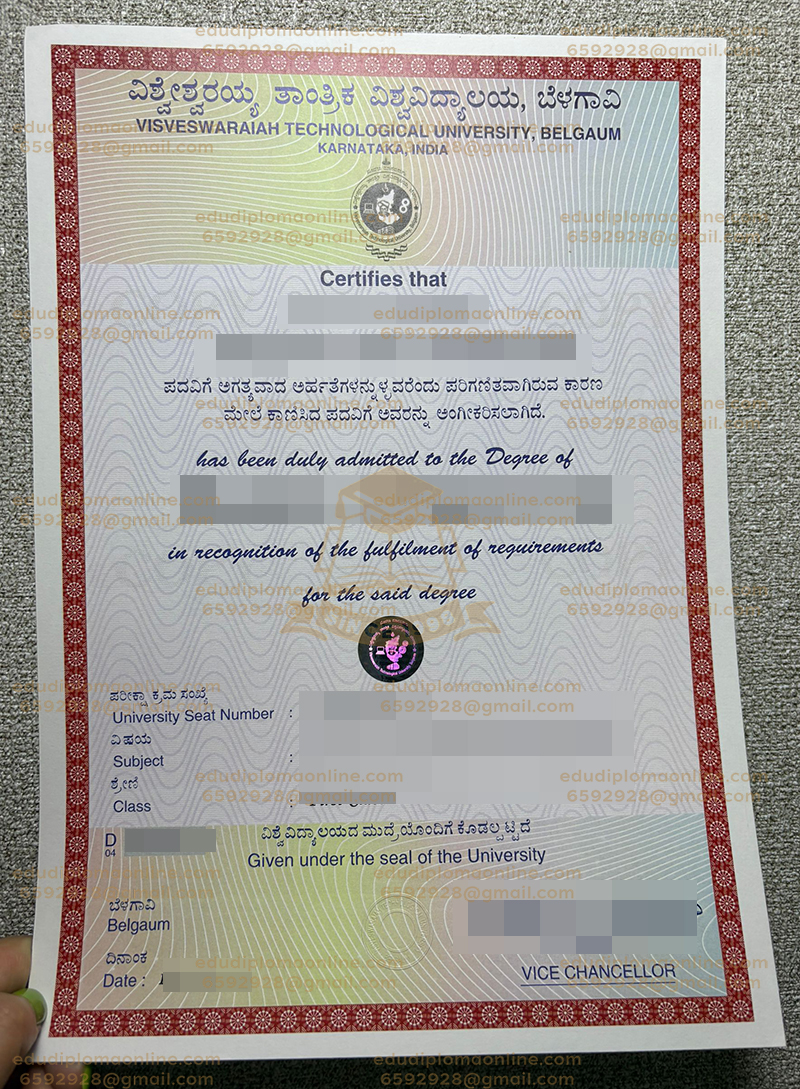 ವಿಶ್ವೇಶ್ವರಯ್ಯ ತಾಂತ್ರಿಕ ವಿಶ್ವವಿದ್ಯಾಲಯ, ಬೆಳಗಾವಿ
VISVESWARAIAH TECHNOLOGICAL UNIVERSITY, BELGAUM
KARNATAKA, INDIA
Certifies that
ಪದವಿಗೆ ಅಗತ್ಯವಾದ ಅರ್ಹತೆಗಳನ್ನುಳ್ಳವರೆಂದು ಪರಿಗಣಿತವಾಗಿರುವ ಕಾರಣ
ಮೇಲೆ ಕಾಣಿಸಿದ ಪದವಿಗೆ ಅವರನ್ನು ಅಂಗೀಕರಿಸಲಾಗಿದೆ.
has been duly admitted to the Degree of
in recognition of the fulfilment of requirements
for the said degree
ಪರೀಕ್ಷಾ ಕ್ರಮ ಸಂಖ್ಯೆ
University Seat Number :
ವಿಷಯ
Subject :
ಶ್ರೇಣಿ
Class :
D
04
ವಿಶ್ವವಿದ್ಯಾಲಯದ ಮುದ್ರೆಯೊಂದಿಗೆ ಕೊಡಲ್ಪಟ್ಟಿದೆ
Given under the seal of the University
ಬೆಳಗಾವಿ
Belgaum
ದಿನಾಂಕ
Date :
VICE CHANCELLOR
edudiplomaonline.com
6592928@gmail.com